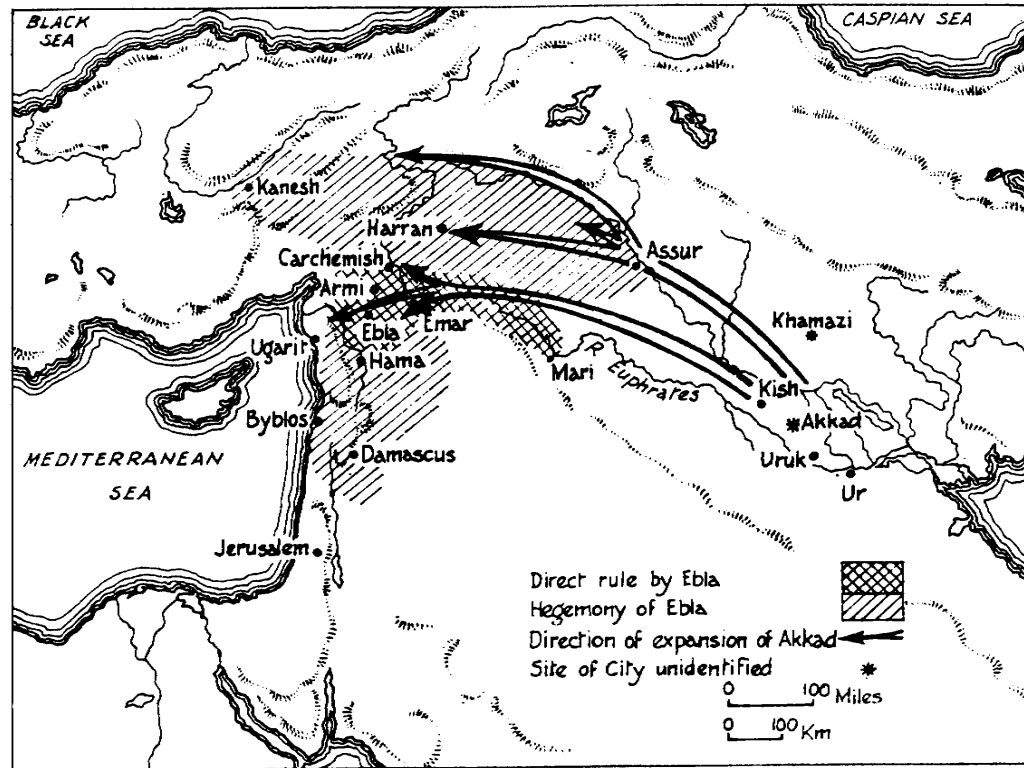 BLACK
SEA
CASPIAN SEA
Kanesh
Harran
Assur
Carchemish
Armi
Khamazi
Ebla
Emar
Ugarit
Hama
Mari
R Euphrates
Kish
Byblos
Akkad
Damascus
Uruk
MEDITERRANEAN
SEA
Ur
Jerusalem
Direct rule by Ebla
Hegemony of Ebla
Direction of expansion of Akkad
Site of City unidentified
0 100 Miles
0 100 Km